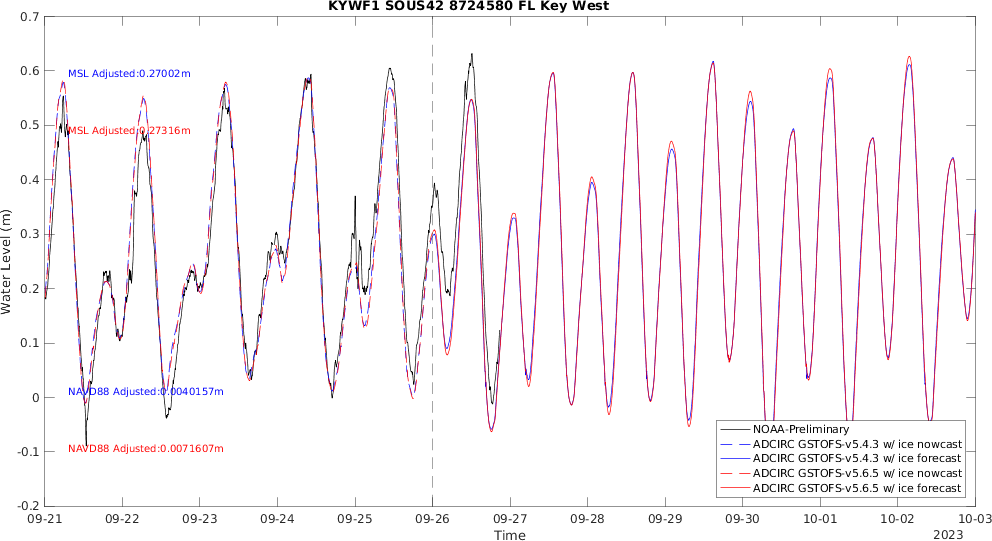 KYWF1 SOUS42 8724580 FL Key West
0.7
0.6
0.5
0.4
0.3
0.2
0.1
0
-0.1
-0.2
Water Level (m)
MSL Adjusted:0.27002m
MSL Adjusted:0.27316m
NAVD88 Adjusted:0.0040157m
NAVD88 Adjusted:0.0071607m
NOAA-Preliminary
ADCIRC GSTOFS-v5.4.3 w/ ice nowcast
ADCIRC GSTOFS-v5.4.3 w/ ice forecast
ADCIRC GSTOFS-v5.6.5 w/ ice nowcast
ADCIRC GSTOFS-v5.6.5 w/ ice forecast
09-21 09-22 09-23 09-24 09-25 09-26 09-27 09-28 09-29 09-30 10-01 10-02 10-03
Time
2023